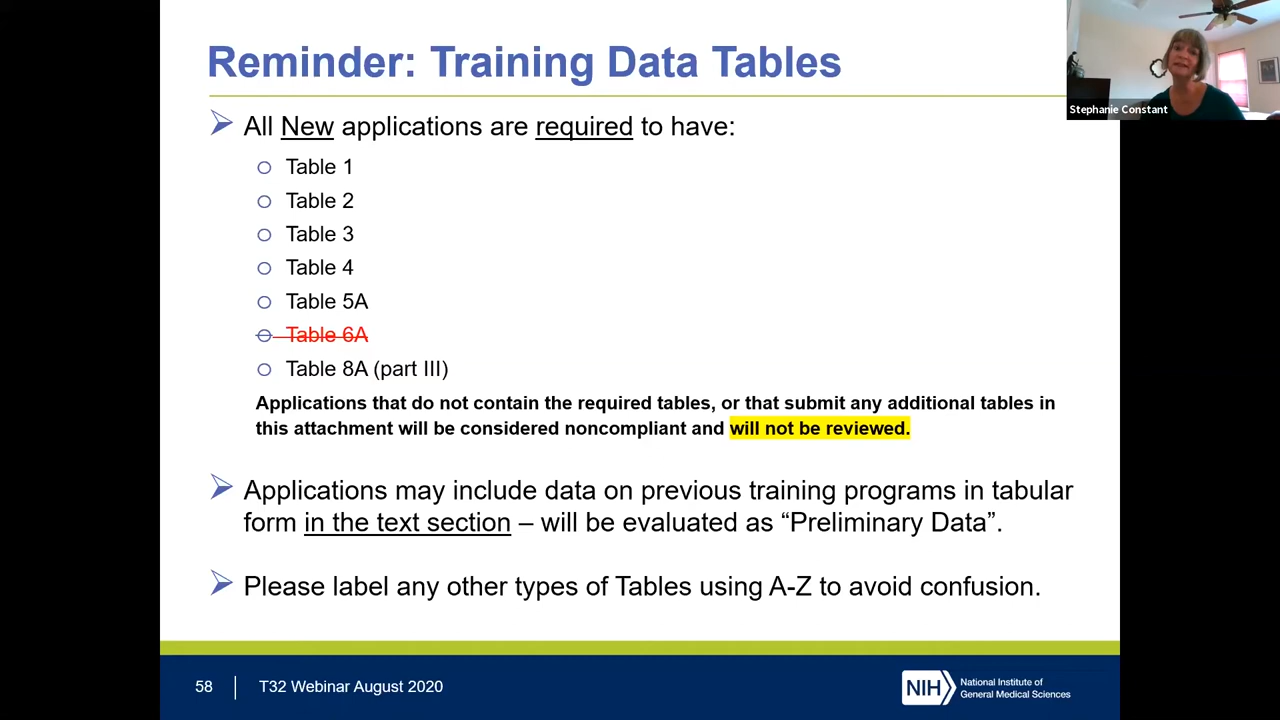 Reminder: Training Data Tables
Stephanie Constant
All New applications are required to have:
Table 1
Table 2
Table 3
Table 4
Table 5A
Table 6A
Table 8A (part III)
Applications that do not contain the required tables, or that submit any additional tables in
this attachment will be considered noncompliant and will not be reviewed.
Applications may include data on previous training programs in tabular
form in the text section – will be evaluated as “Preliminary Data”.
Please label any other types of Tables using A-Z to avoid confusion.
58
T32 Webinar August 2020
NIH
National Institute of
General Medical Sciences